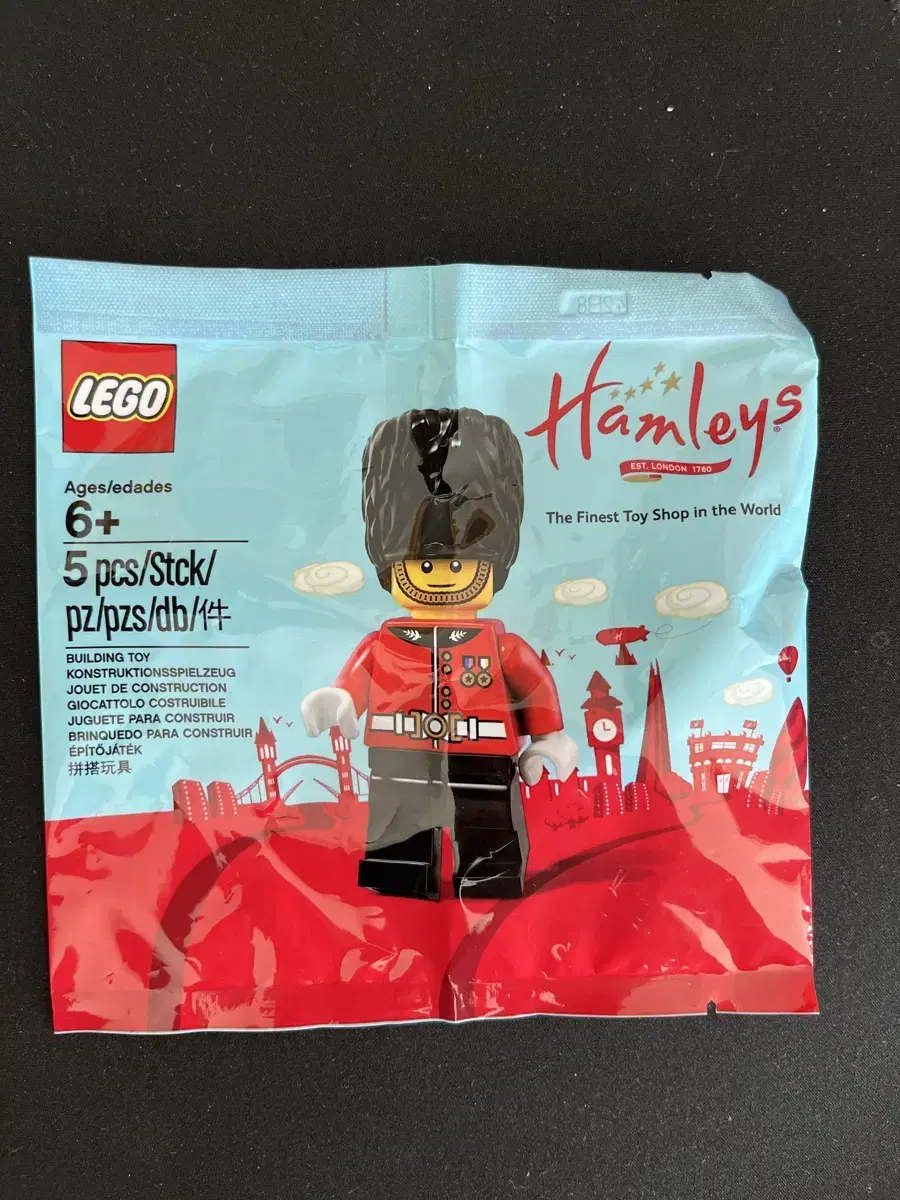 LEGO
Ages/edades
6+
5 pcs/Stck/
pz/pzs/db/件
BUILDING TOY
KONSTRUKTIONSSPIELZEUG
JOUET DE CONSTRUCTION
GIOCATTOLO COSTRUIBILE
JUGUETE PARA CONSTRUIR
BRINQUEDO PARA CONSTRUIR
ÉPÍTŐJÁTÉK
拼搭玩具
Hamleys
EST. LONDON 1760
The Finest Toy Shop in the World
H